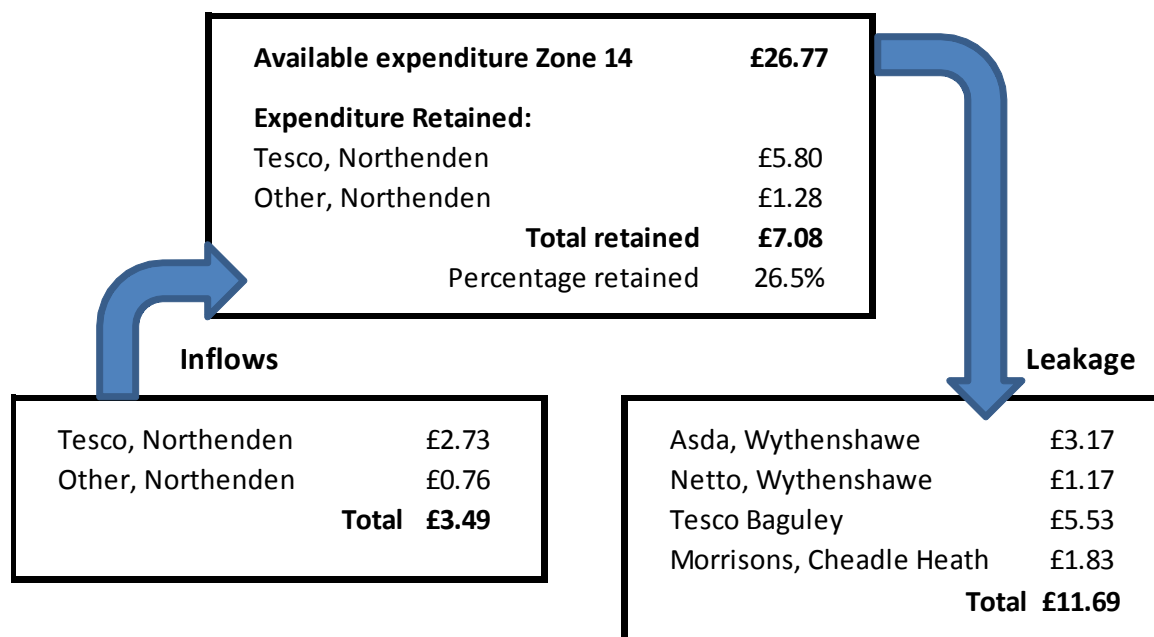 Available expenditure Zone 14 £26.77
Expenditure Retained:
Tesco, Northenden £5.80
Other, Northenden £1.28
Total retained £7.08
Percentage retained 26.5%
Inflows
Tesco, Northenden £2.73
Other, Northenden £0.76
Total £3.49
Leakage
Asda, Wythenshawe £3.17
Netto, Wythenshawe £1.17
Tesco Baguley £5.53
Morrisons, Cheadle Heath £1.83
Total £11.69